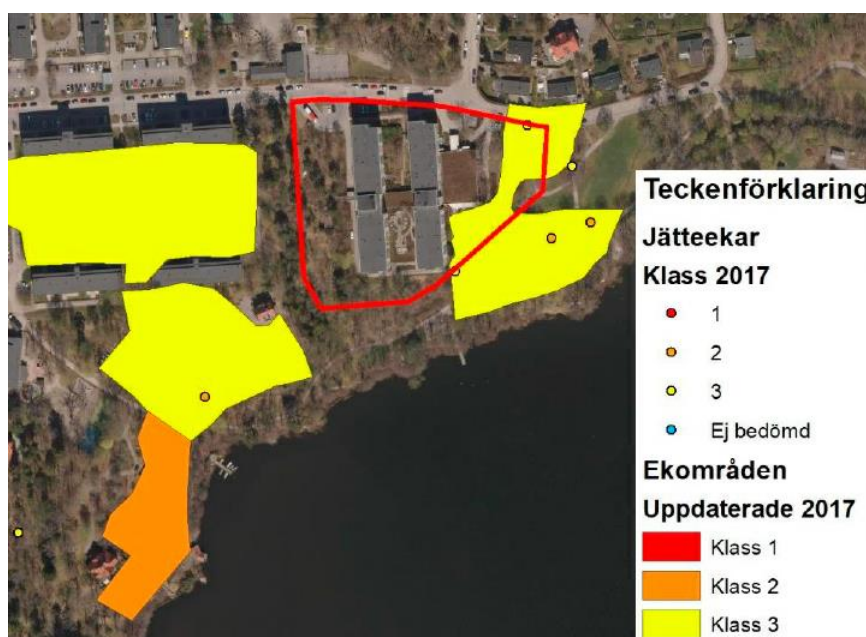 Teckenförklaring
Jätteekar
Klass 2017
1
2
3
Ej bedömd
Ekområden
Uppdaterade 2017
Klass 1
Klass 2
Klass 3